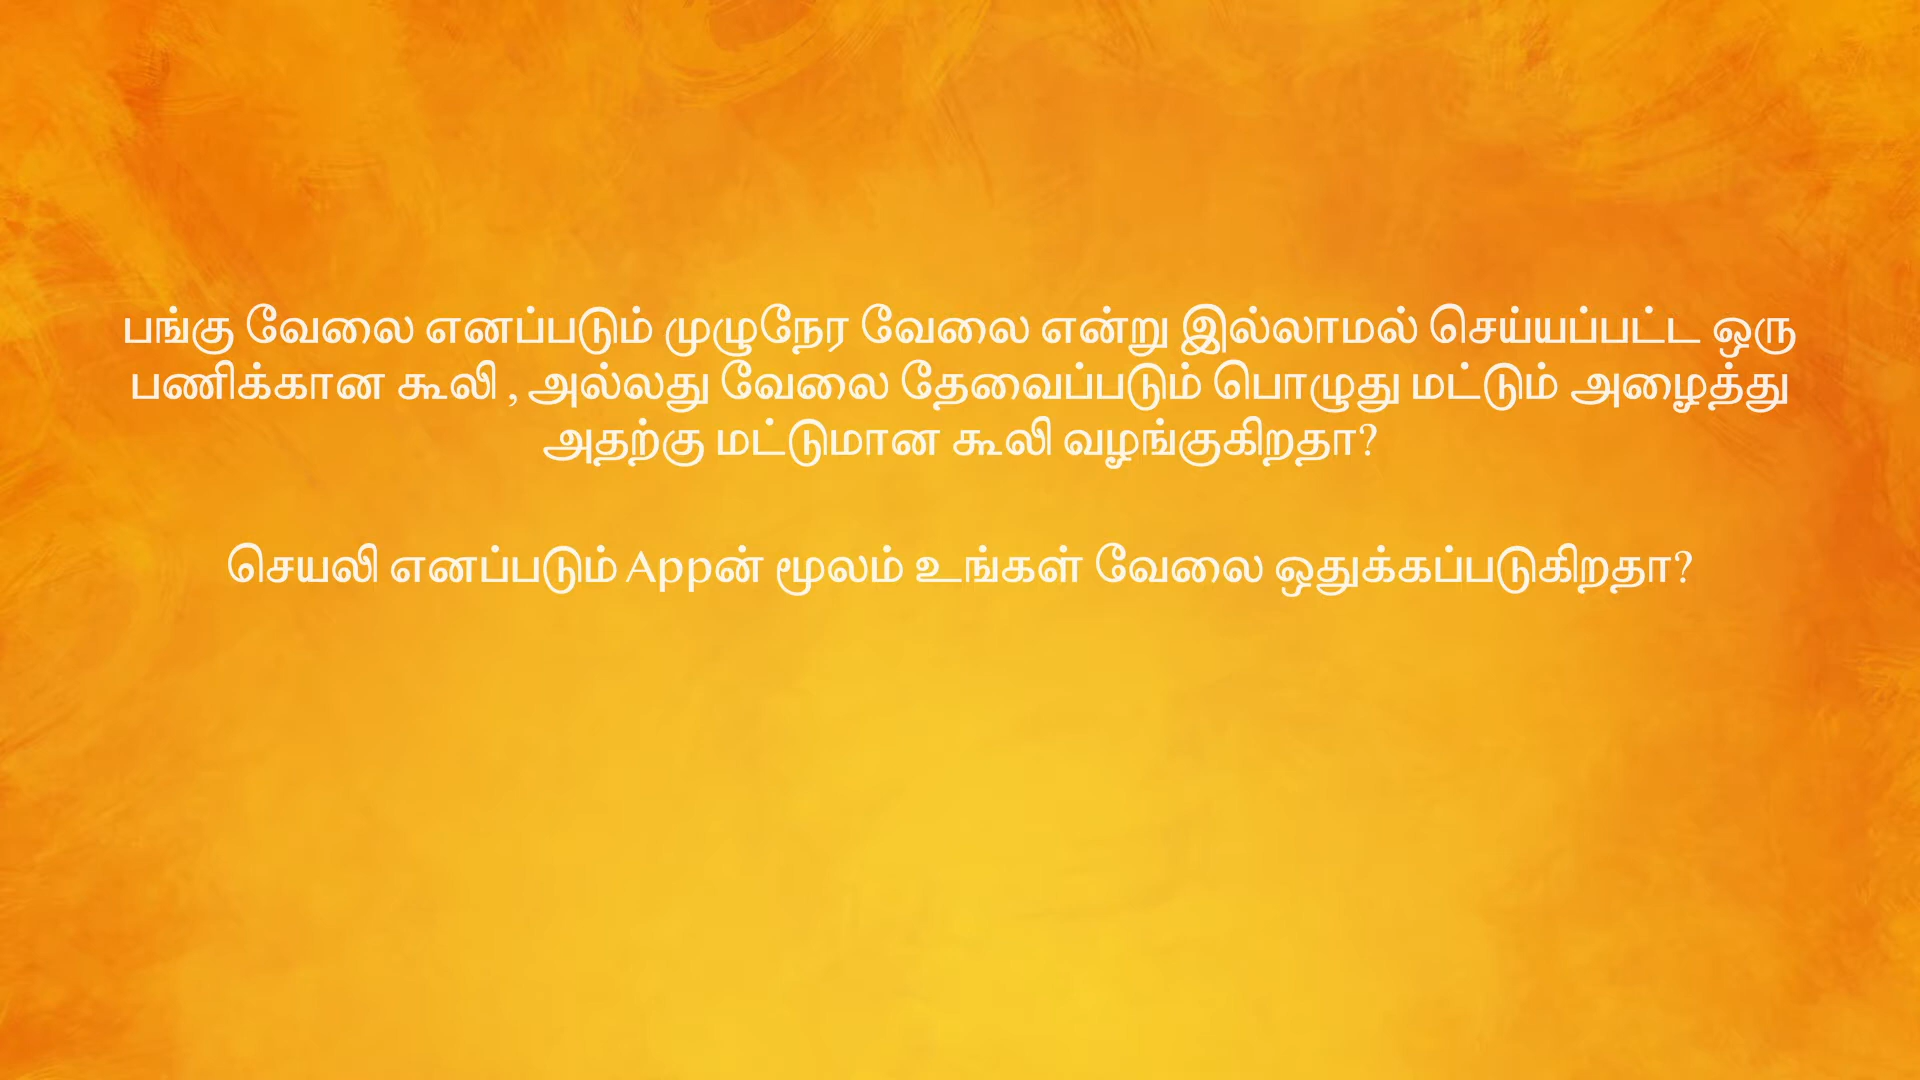 பங்கு வேலை எனப்படும் முழுநேர வேலை என்று இல்லாமல் செய்யப்பட்ட ஒரு
பணிக்கான கூலி , அல்லது வேலை தேவைப்படும் பொழுது மட்டும் அழைத்து
அதற்கு மட்டுமான கூலி வழங்குகிறதா?
செயலி எனப்படும் Appன் மூலம் உங்கள் வேலை ஒதுக்கப்படுகிறதா?